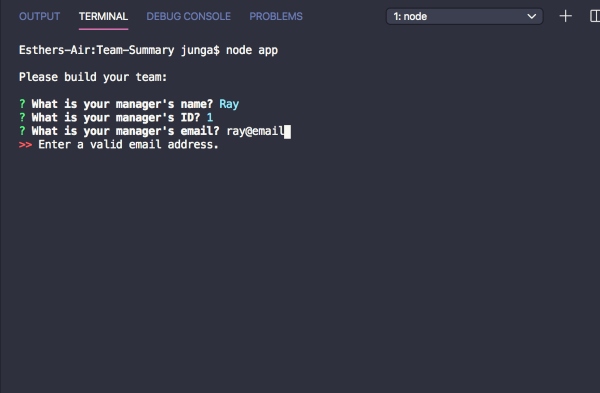 OUTPUT TERMINAL DEBUG CONSOLE PROBLEMS 1: node
Esthers-Air:Team-Summary junga$ node app
Please build your team:
? What is your manager's name? Ray
? What is your manager's ID? 1
? What is your manager's email? ray@email
>> Enter a valid email address.